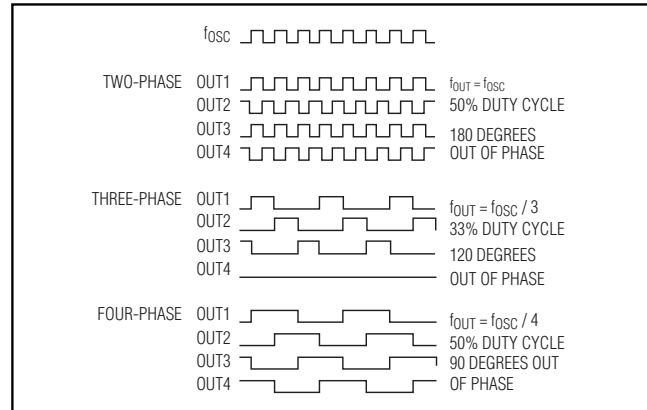 fOSC
TWO-PHASE OUT1 fOUT = fOSC
OUT2 50% DUTY CYCLE
OUT3 180 DEGREES
OUT4 OUT OF PHASE
THREE-PHASE OUT1 fOUT = fOSC / 3
OUT2 33% DUTY CYCLE
OUT3 120 DEGREES
OUT4 OUT OF PHASE
FOUR-PHASE OUT1 fOUT = fOSC / 4
OUT2 50% DUTY CYCLE
OUT3 90 DEGREES OUT
OUT4 OF PHASE